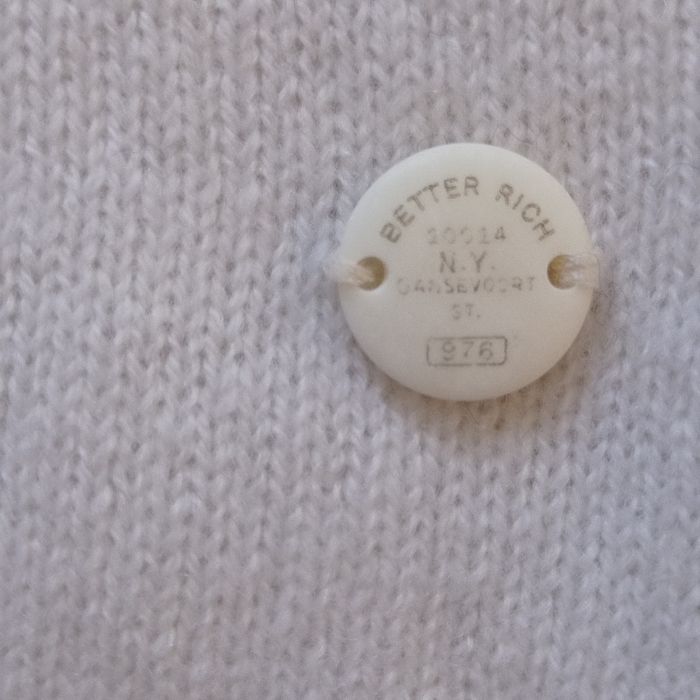 BETTER RICH
10014
N.Y.
GANSEVOORT
ST.
976